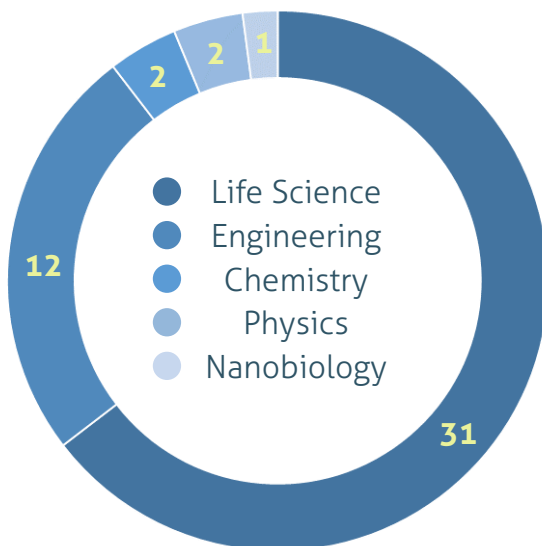 1
2
2
Life Science
Engineering
12
Chemistry
Physics
Nanobiology
31